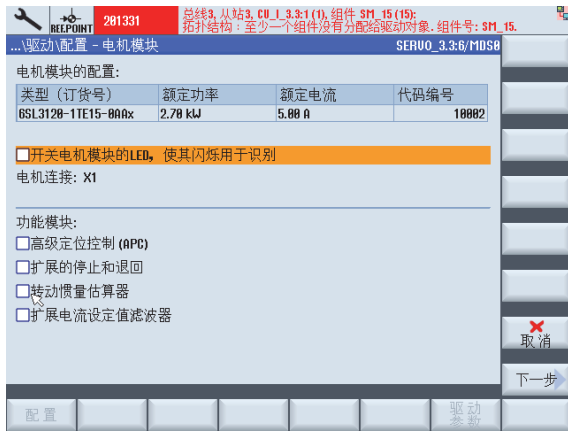 REF.POINT
201331
总线3, 从站3, CU_I_3.3:1 (1), 组件 SM_15 (15):
拓扑结构：至少一个组件没有分配给驱动对象. 组件号: SM_15.
...\驱动\配置 - 电机模块
SERVO_3.3:6/MDS0
电机模块的配置:
类型（订货号） 额定功率 额定电流 代码编号
6SL3120-1TE15-0AAx 2.70 kW 5.00 A 10002
开关电机模块的LED，使其闪烁用于识别
电机连接: X1
功能模块:
高级定位控制 (APC)
扩展的停止和退回
转动惯量估算器
扩展电流设定值滤波器
取消
下一步
配置
驱动
参数